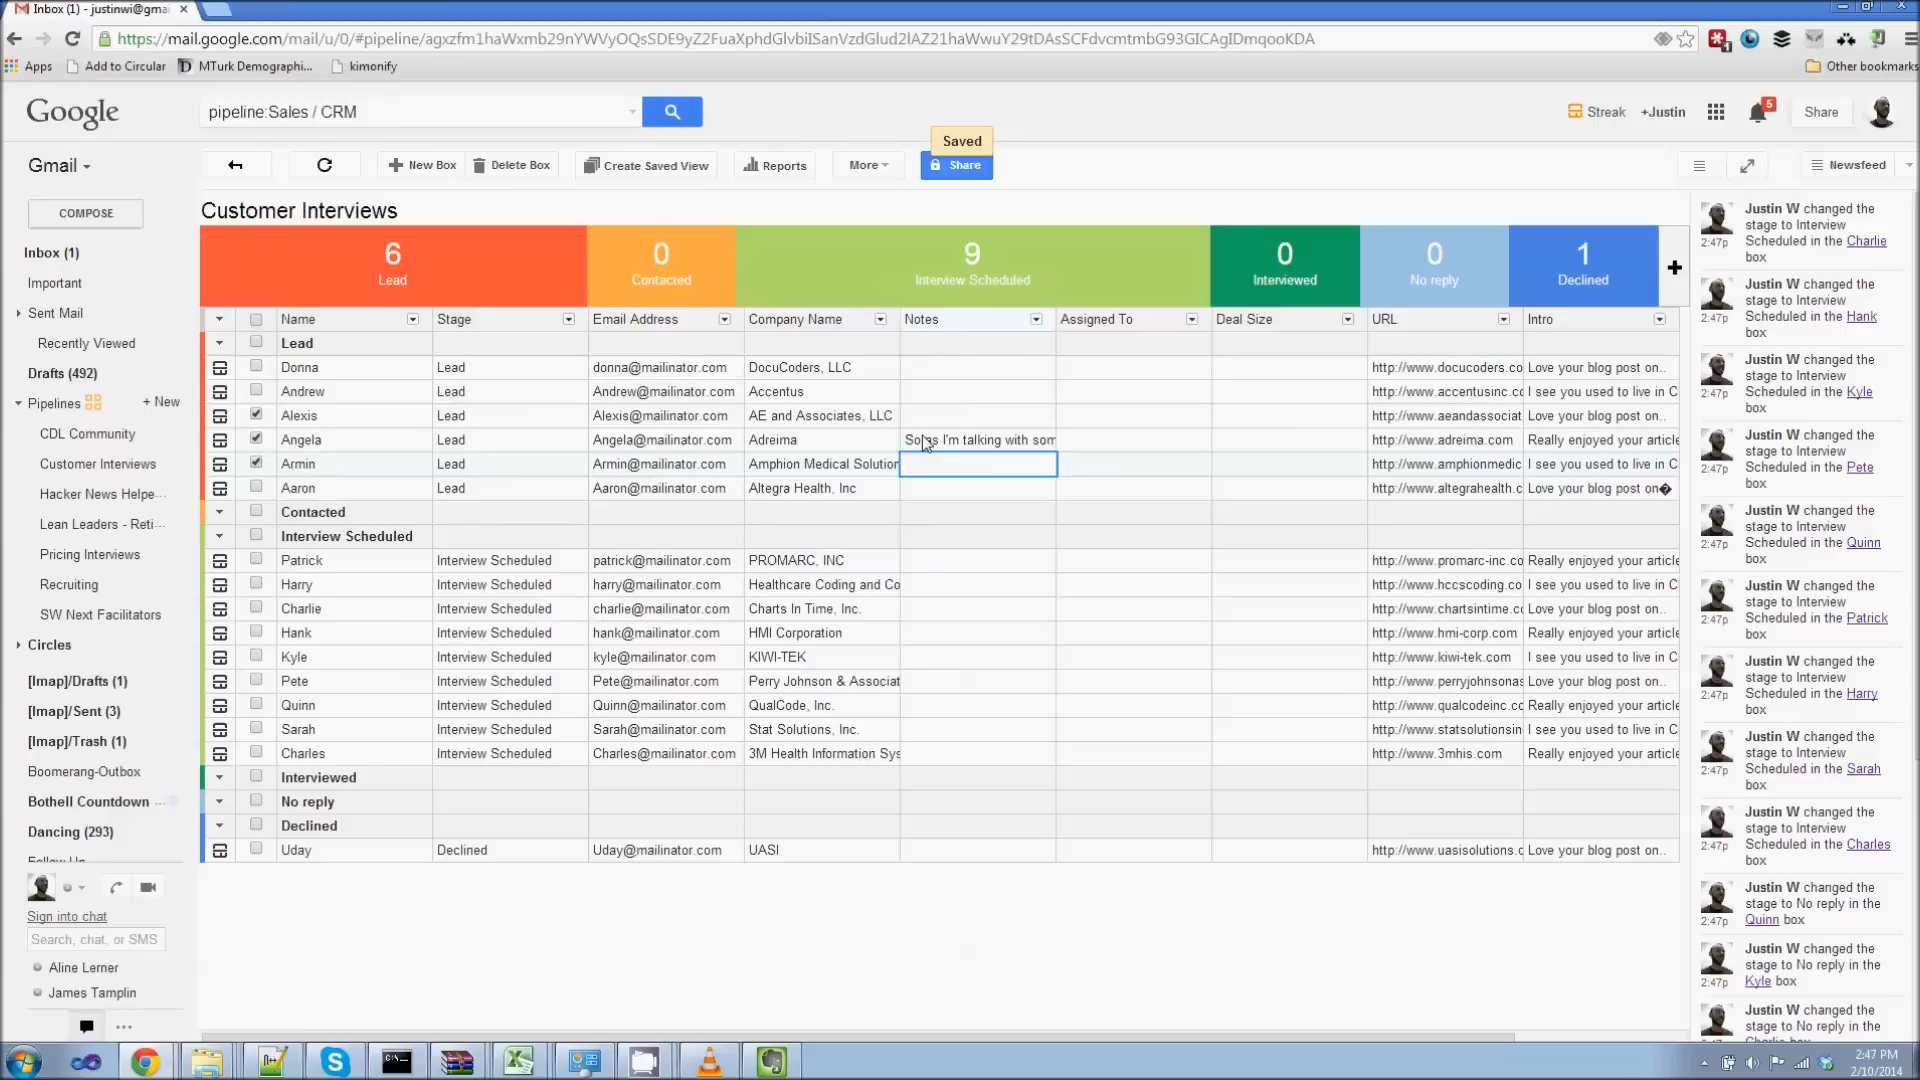 Inbox (1) - justinwi@gmai
https://mail.google.com/mail/u/0/#pipeline/agxzfm1haWxmb29nYWVyOQsSDE9yZ2FuaXphdGlvbiISanVzdGlud2lAZ21haWwuY29tDAsSCFdvcmtmbG93GICAgIDmqooKDA
Apps Add to Circular MTurk Demographi... kimonify Other bookmarks
Google pipeline:Sales / CRM Streak +Justin 5 Share
Saved
Gmail New Box Delete Box Create Saved View Reports More Share Newsfeed
COMPOSE
Inbox (1)
Important
Sent Mail
Recently Viewed
Drafts (492)
Pipelines + New
CDL Community
Customer Interviews
Hacker News Helpe...
Lean Leaders - Reti...
Pricing Interviews
Recruiting
SW Next Facilitators
Circles
[Imap]/Drafts (1)
[Imap]/Sent (3)
[Imap]/Trash (1)
Boomerang-Outbox
Bothell Countdown ...
Dancing (293)
Follow Up
Sign into chat
Search, chat, or SMS
Aline Lerner
James Tamplin
Customer Interviews
6 0 9 0 0 1
Lead Contacted Interview Scheduled Interviewed No reply Declined
Name Stage Email Address Company Name Notes Assigned To Deal Size URL Intro
Lead
Donna Lead donna@mailinator.com DocuCoders, LLC http://www.docucoders.co Love your blog post on..
Andrew Lead Andrew@mailinator.com Accentus http://www.accentusinc.co I see you used to live in C
Alexis Lead Alexis@mailinator.com AE and Associates, LLC http://www.aeandassociat Love your blog post on..
Angela Lead Angela@mailinator.com Adreima I'm talking with som http://www.adreima.com Really enjoyed your article
Armin Lead Armin@mailinator.com Amphion Medical Solution http://www.amphionmedic I see you used to live in C
Aaron Lead Aaron@mailinator.com Altegra Health, Inc http://www.altegrahealth.c Love your blog post on�
Contacted
Interview Scheduled
Patrick Interview Scheduled patrick@mailinator.com PROMARC, INC http://www.promarc-inc.co Really enjoyed your article
Harry Interview Scheduled harry@mailinator.com Healthcare Coding and Co http://www.hccscoding.co I see you used to live in C
Charlie Interview Scheduled charlie@mailinator.com Charts In Time, Inc. http://www.chartsintime.co Love your blog post on..
Hank Interview Scheduled hank@mailinator.com HMI Corporation http://www.hmi-corp.com Really enjoyed your article
Kyle Interview Scheduled kyle@mailinator.com KIWI-TEK http://www.kiwi-tek.com I see you used to live in C
Pete Interview Scheduled Pete@mailinator.com Perry Johnson & Associat http://www.perryjohnsonas Love your blog post on..
Quinn Interview Scheduled Quinn@mailinator.com QualCode, Inc. http://www.qualcodeinc.co Really enjoyed your article
Sarah Interview Scheduled Sarah@mailinator.com Stat Solutions, Inc. http://www.statsolutionsin I see you used to live in C
Charles Interview Scheduled Charles@mailinator.com 3M Health Information Sys http://www.3mhis.com Really enjoyed your article
Interviewed
No reply
Declined
Uday Declined Uday@mailinator.com UASI http://www.uasisolutions.c Love your blog post on..
Justin W changed the
stage to Interview
2:47p Scheduled in the Charlie
box
Justin W changed the
stage to Interview
2:47p Scheduled in the Hank
box
Justin W changed the
stage to Interview
2:47p Scheduled in the Kyle
box
Justin W changed the
stage to Interview
2:47p Scheduled in the Pete
box
Justin W changed the
stage to Interview
2:47p Scheduled in the Quinn
box
Justin W changed the
stage to Interview
2:47p Scheduled in the Patrick
box
Justin W changed the
stage to Interview
2:47p Scheduled in the Harry
box
Justin W changed the
stage to Interview
2:47p Scheduled in the Sarah
box
Justin W changed the
stage to Interview
2:47p Scheduled in the Charles
box
Justin W changed the
stage to No reply in the
2:47p Quinn box
Justin W changed the
stage to No reply in the
2:47p Kyle box
Justin W changed the
stage to No reply in the
Charlie box
2:47 PM
2/10/2014